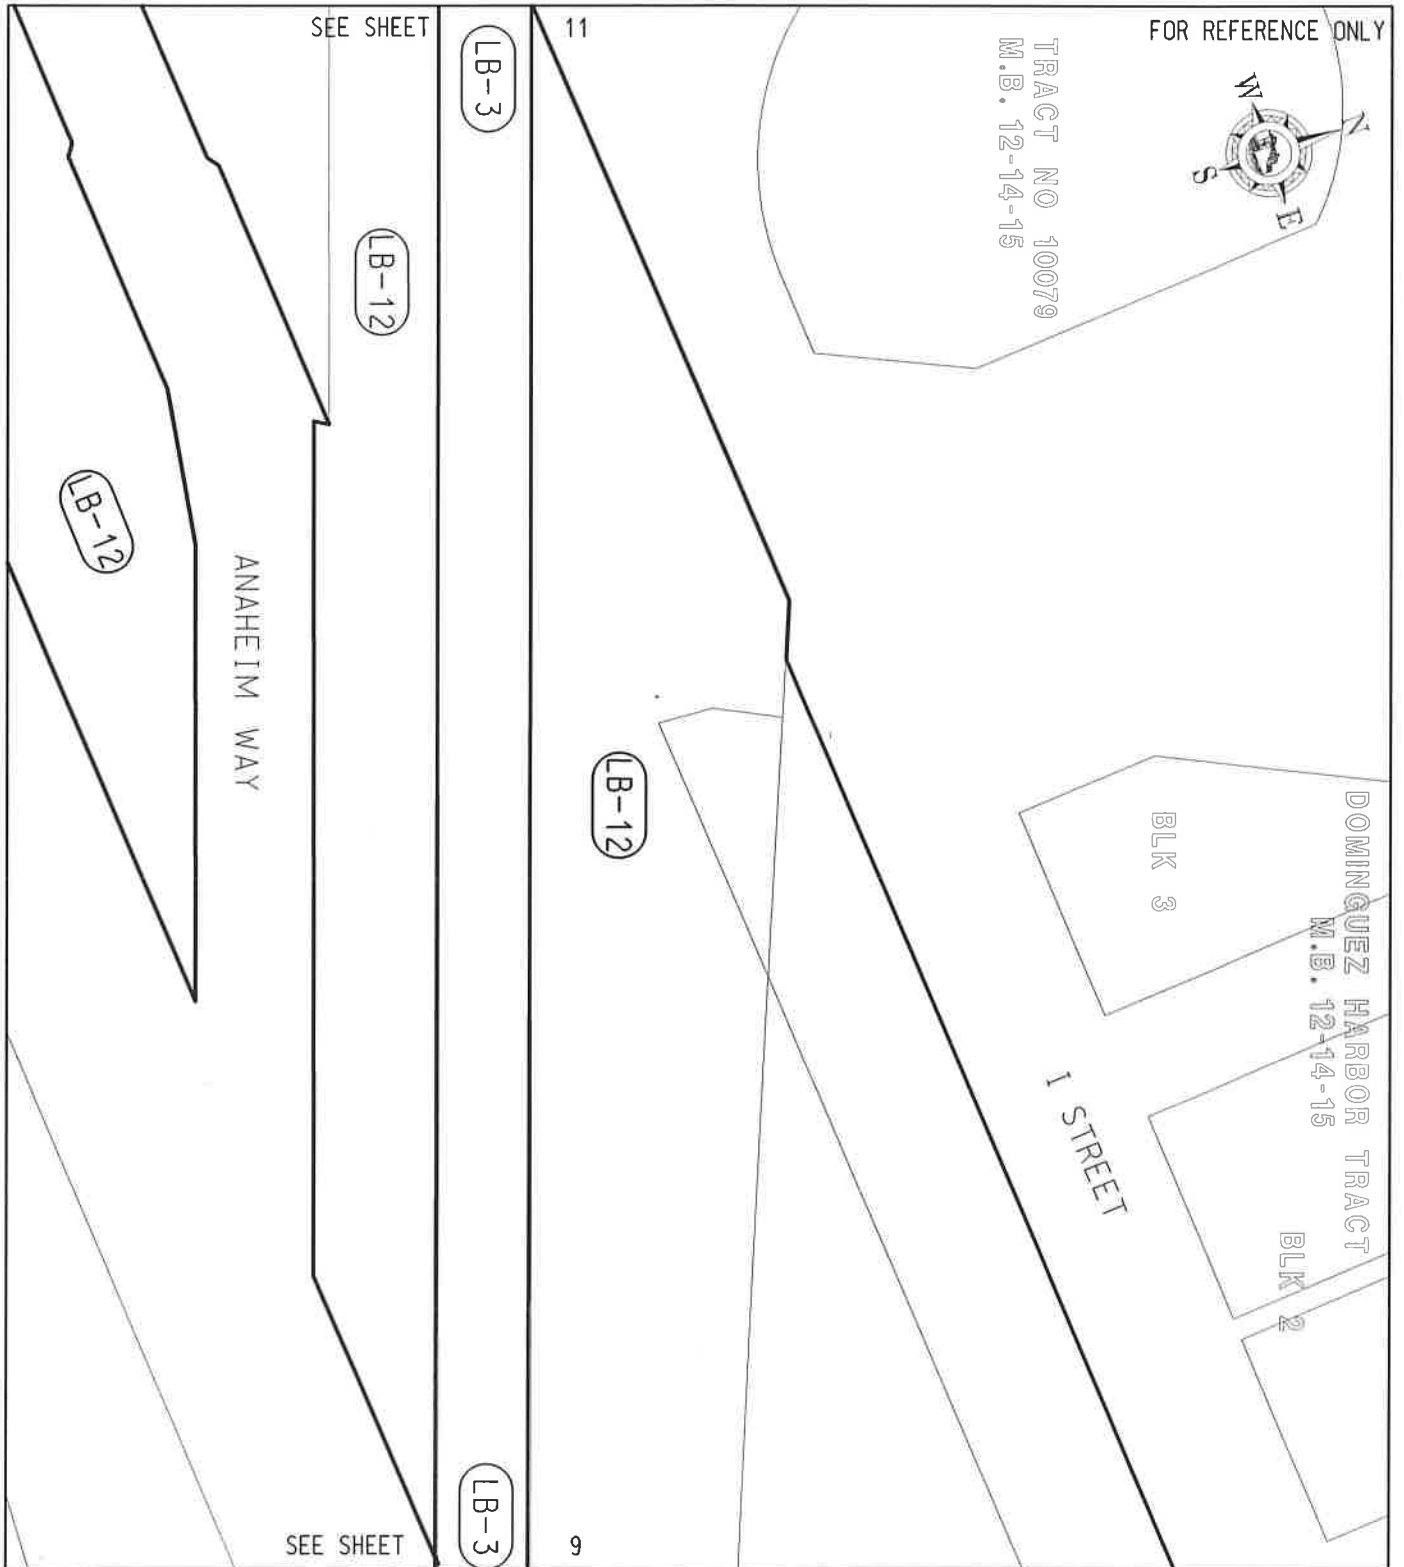 SEE SHEET 11
FOR REFERENCE ONLY
LB-3
TRACT NO 10079
M.B. 12-14-15
N
W
S
E
LB-12
LB-12
ANAHEIM WAY
LB-12
DOMINGUEZ HARBOR TRACT
M.B. 12-14-15
BLK 3
I STREET
BLK 2
LB-3
SEE SHEET 9